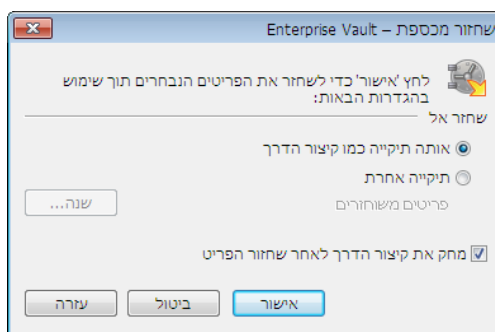 שחזור מכספת – Enterprise Vault
לחץ 'אישור' כדי לשחזר את הפריטים הנבחרים תוך שימוש
בהגדרות הבאות:
שחזר אל
אותה תיקייה כמו קיצור הדרך
תיקייה אחרת
פריטים משוחזרים
שנה...
מחק את קיצור הדרך לאחר שחזור הפריט
אישור
ביטול
עזרה